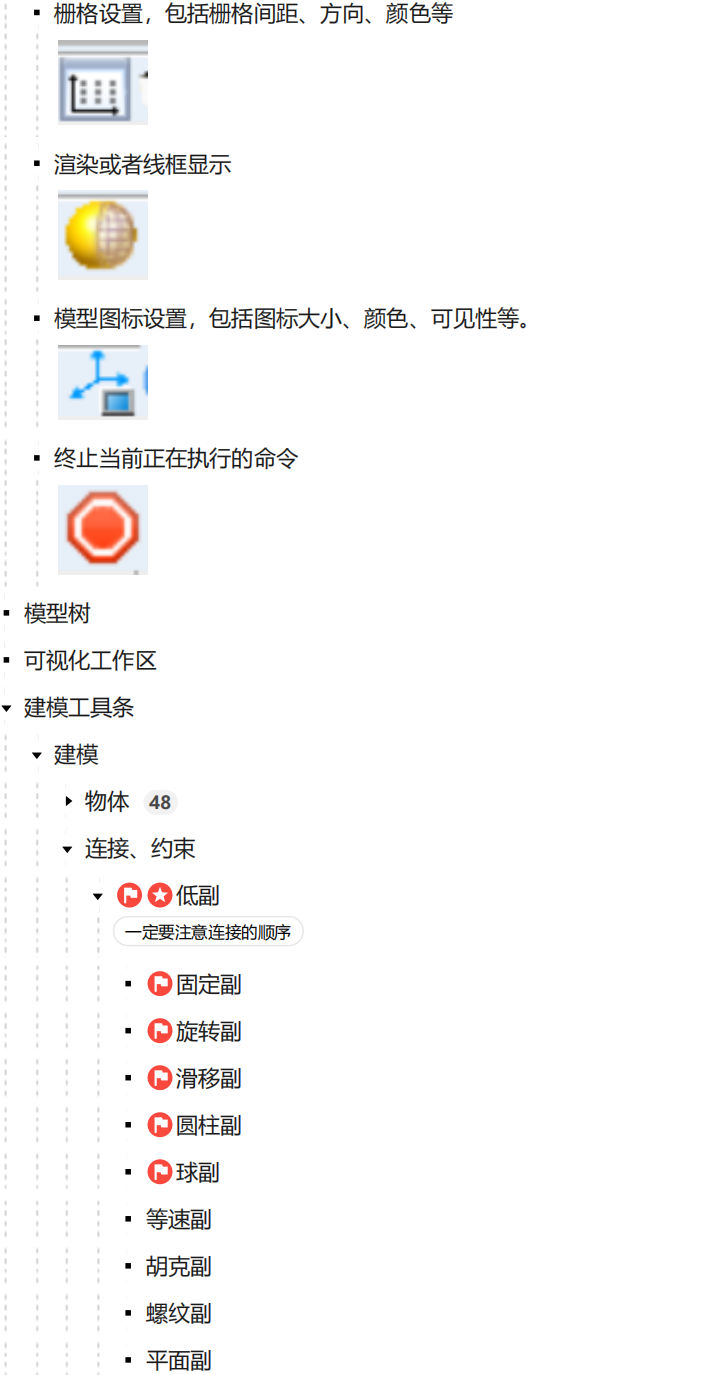 栅格设置，包括栅格间距、方向、颜色等
渲染或者线框显示
模型图标设置，包括图标大小、颜色、可见性等。
终止当前正在执行的命令
模型树
可视化工作区
建模工具条
建模
物体 48
连接、约束
低副
一定要注意连接的顺序
固定副
旋转副
滑移副
圆柱副
球副
等速副
胡克副
螺纹副
平面副